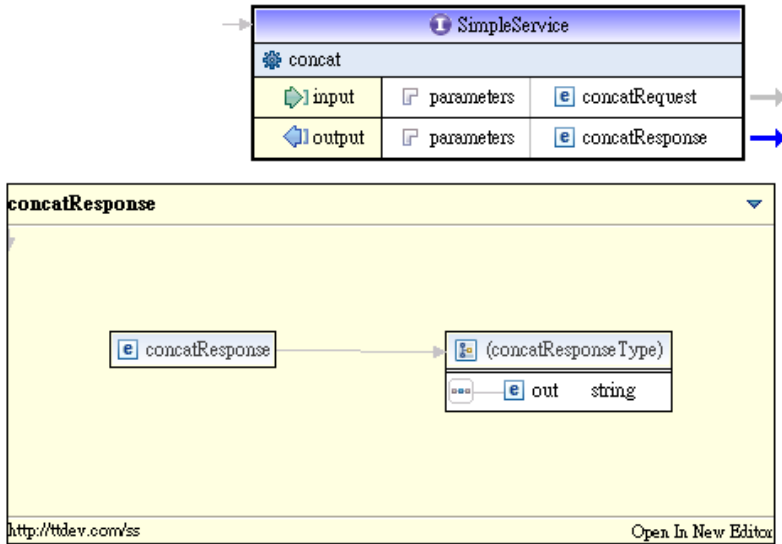 SimpleService
concat
input parameters e concatRequest
output parameters e concatResponse
concatResponse
e concatResponse (concatResponseType)
e out string
http://ttdev.com/ss Open In New Editor